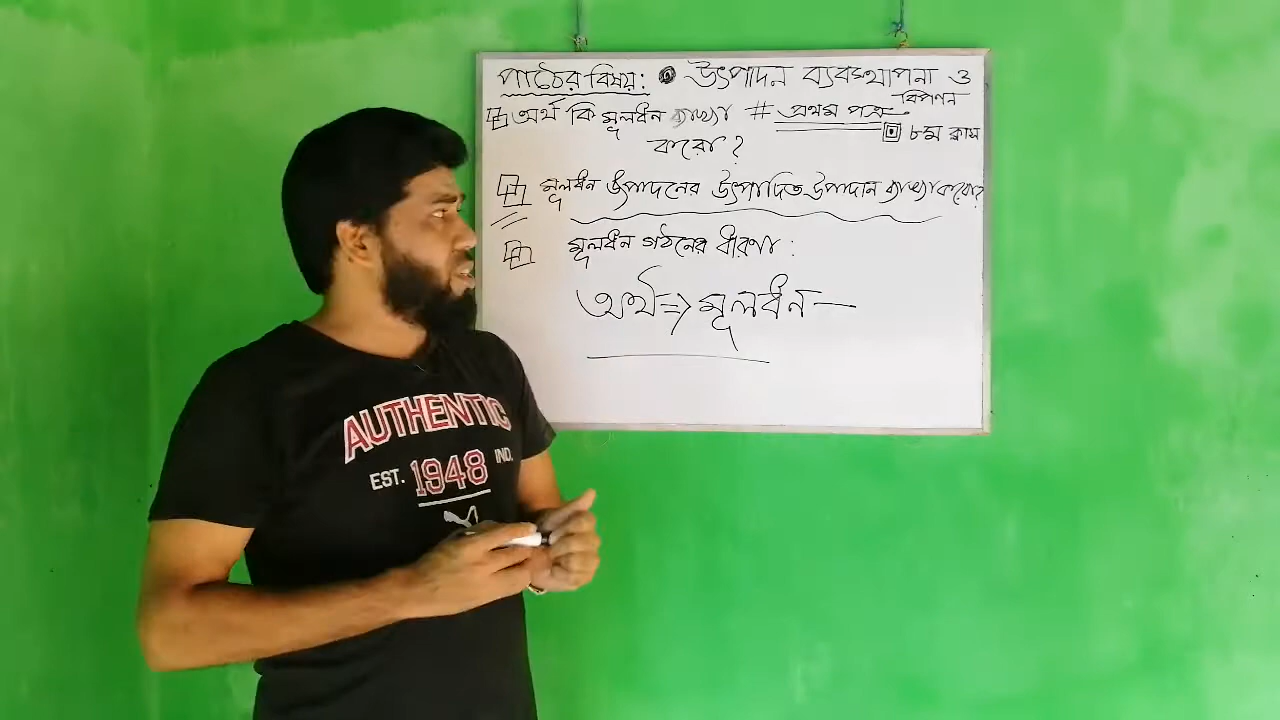 পাঠের বিষয়: উৎপাদন ব্যবস্থাপনা ও
বিপণন
অর্থ কি মূলধন ব্যাখ্যা # প্রথম পত্র
করো?
৮ম ক্লাস
মূলধন উৎপাদনের উৎপাদিত উপাদান ব্যাখ্যা করো?
মূলধন গঠনের ধারণা:
অর্থ => মূলধন —
AUTHENTIC
EST. 1948 IND.